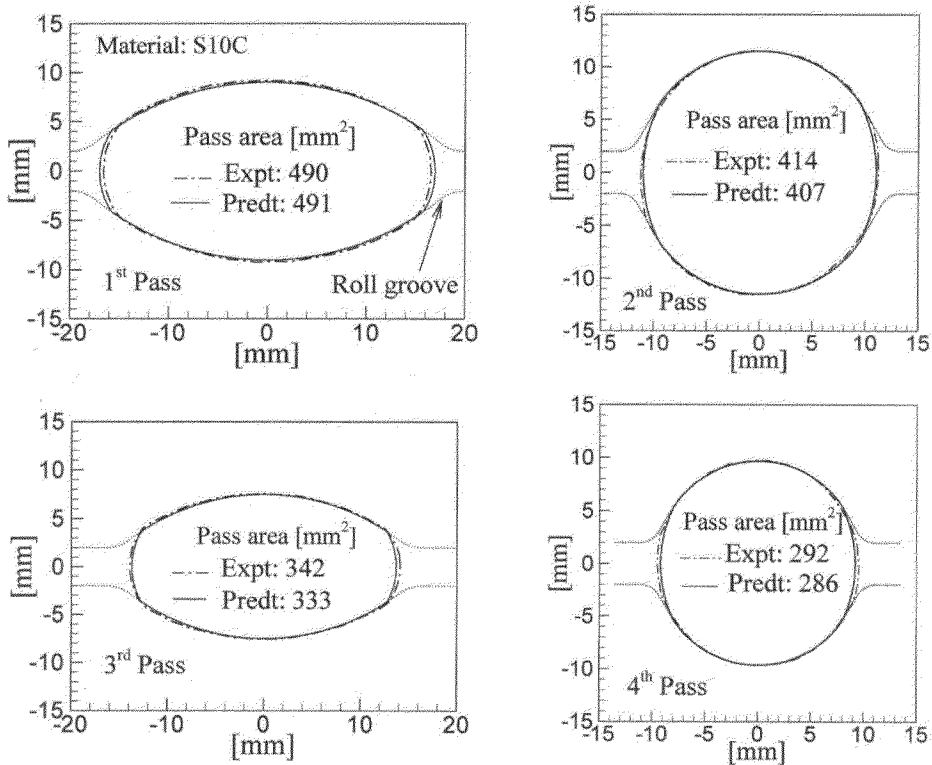 Material: S10C
Pass area [mm²]
Expt: 490
Predt: 491
1st Pass
Roll groove
15
10
5
0
-5
-10
-15
[mm]
-20
-10
0
10
20
[mm]
Pass area [mm²]
Expt: 414
Predt: 407
2nd Pass
15
10
5
0
-5
-10
-15
[mm]
-15
-10
-5
0
5
10
15
[mm]
Pass area [mm²]
Expt: 342
Predt: 333
3rd Pass
15
10
5
0
-5
-10
-15
[mm]
-20
-10
0
10
20
[mm]
Pass area [mm²]
Expt: 292
Predt: 286
4th Pass
15
10
5
0
-5
-10
-15
[mm]
-15
-10
-5
0
5
10
15
[mm]